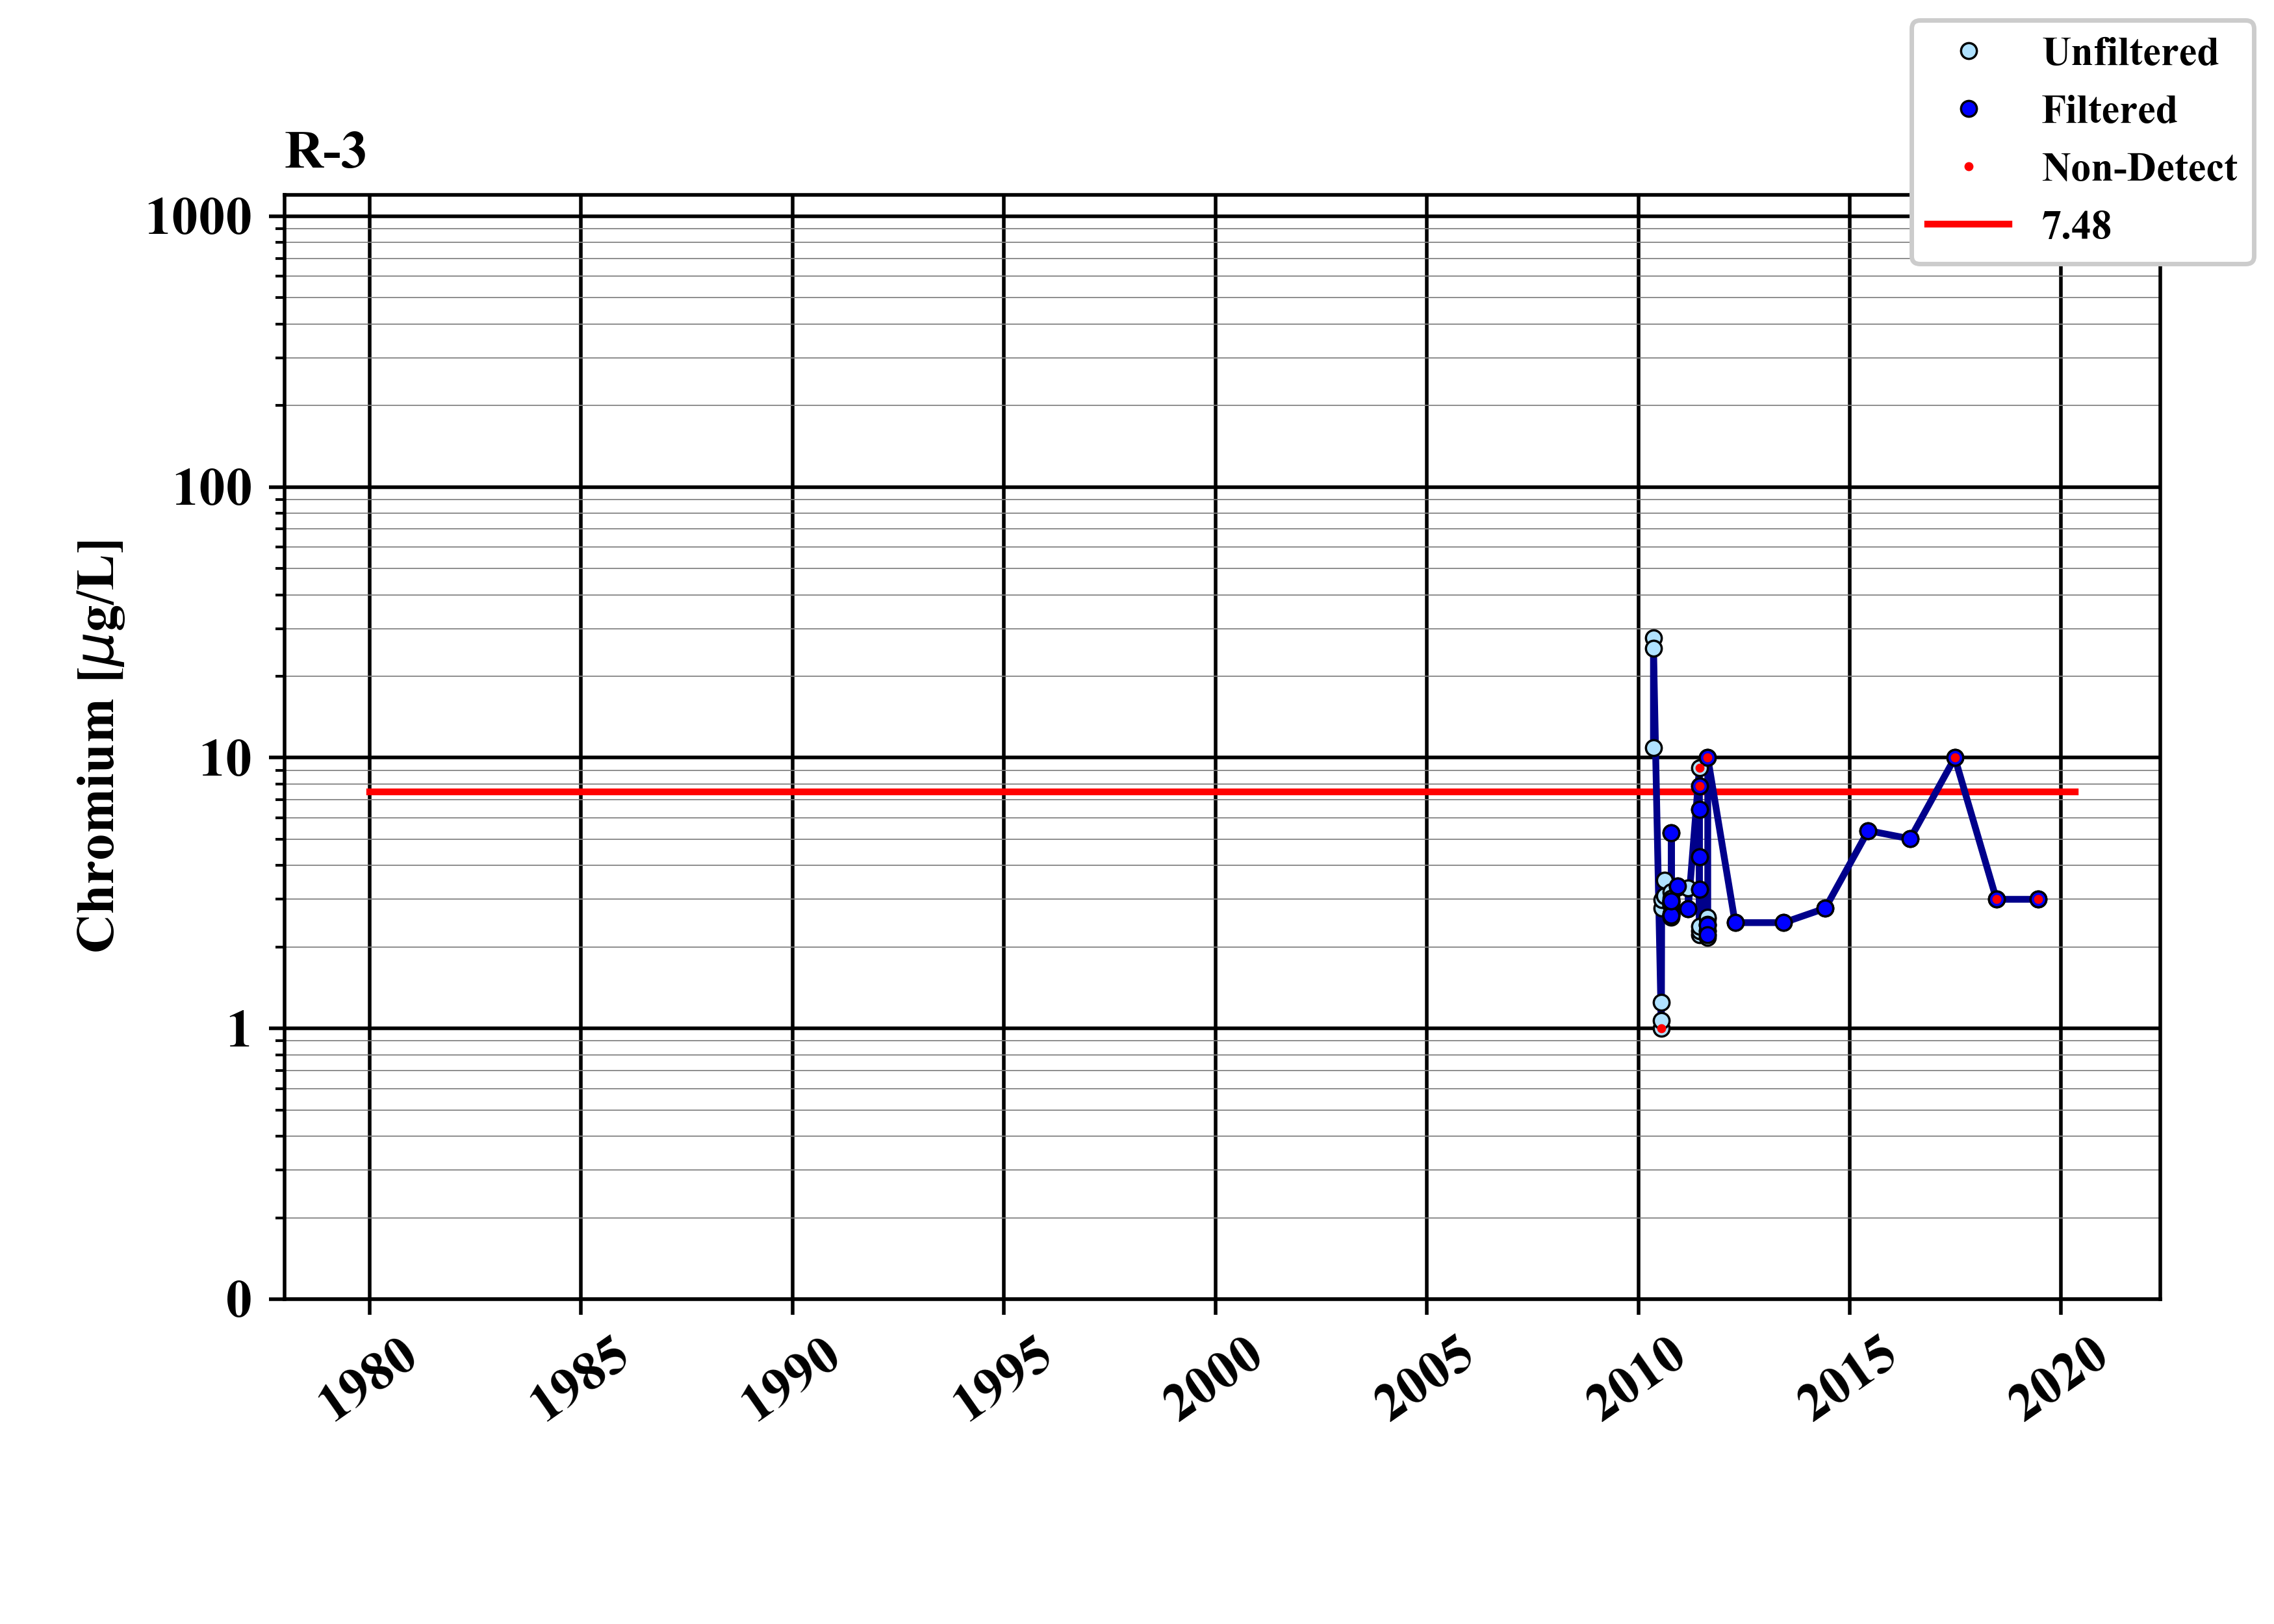 Unfiltered
Filtered
Non-Detect
7.48
R-3
1000
100
10
1
0
Chromium [μg/L]
1980 1985 1990 1995 2000 2005 2010 2015 2020